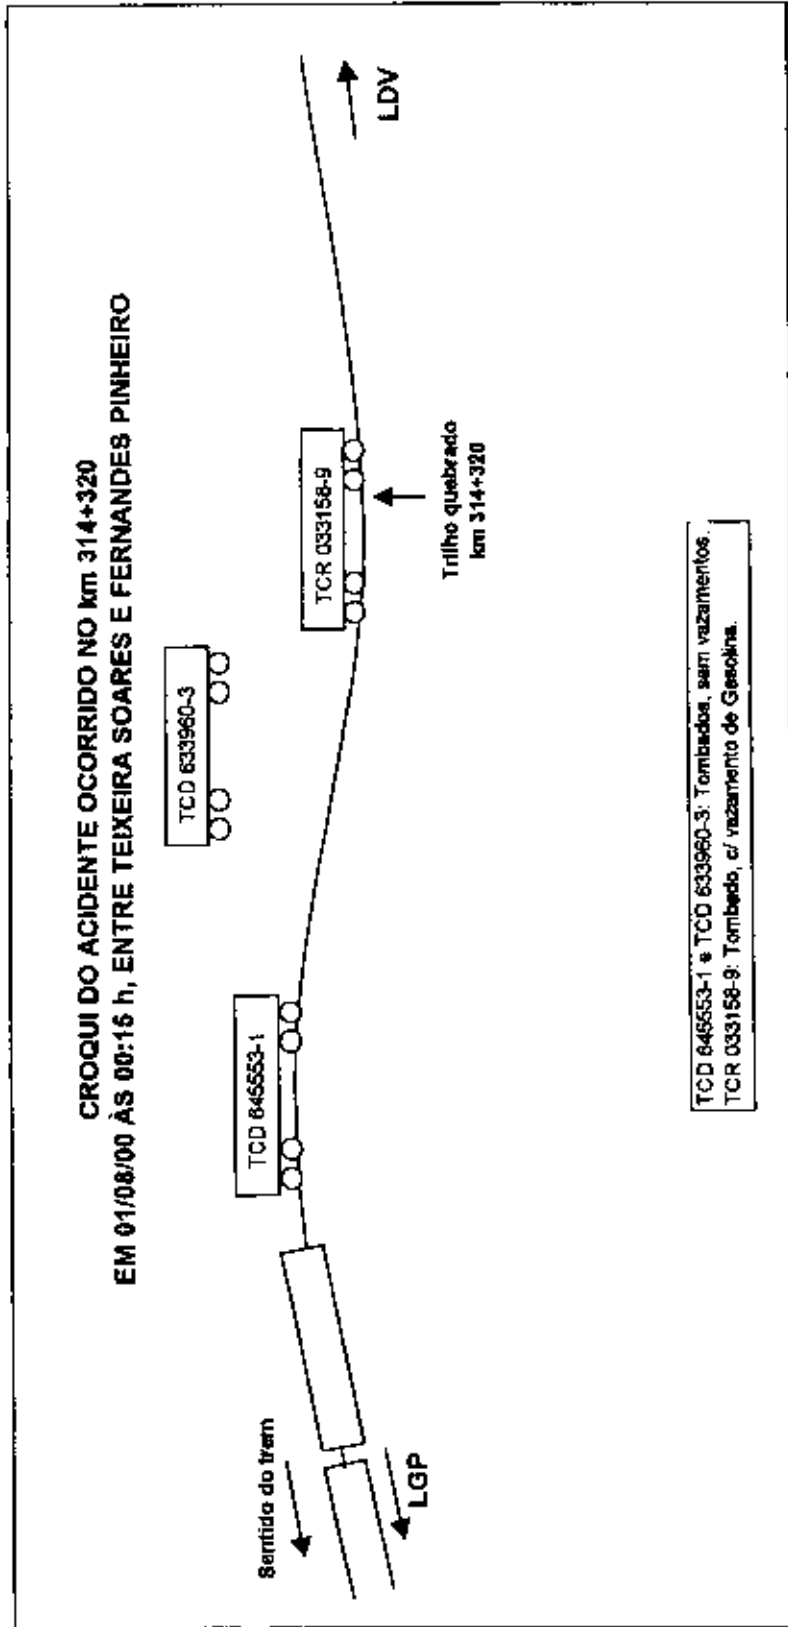 CROQUI DO ACIDENTE OCORRIDO NO km 314+320
EM 01/08/00 ÀS 00:15 h, ENTRE TEIXEIRA SOARES E FERNANDES PINHEIRO
Sentido do trem
LGP
TCD 645553-1
TCD 633960-3
TCR 033158-9
Trilho quebrado
km 314+320
LDV
TCD 645553-1 e TCD 633960-3: Tombados, sem vazamentos.
TCR 033158-9: Tombado, c/ vazamento de Gasolina.